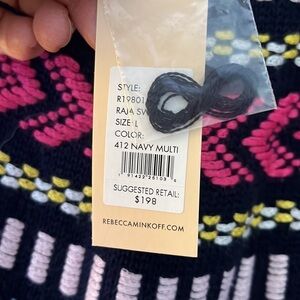 STYLE:
R19801
RAJA SW
SIZE: L
COLOR:
412 NAVY MULTI
SUGGESTED RETAIL:
$198
REBECCAMINKOFF.COM